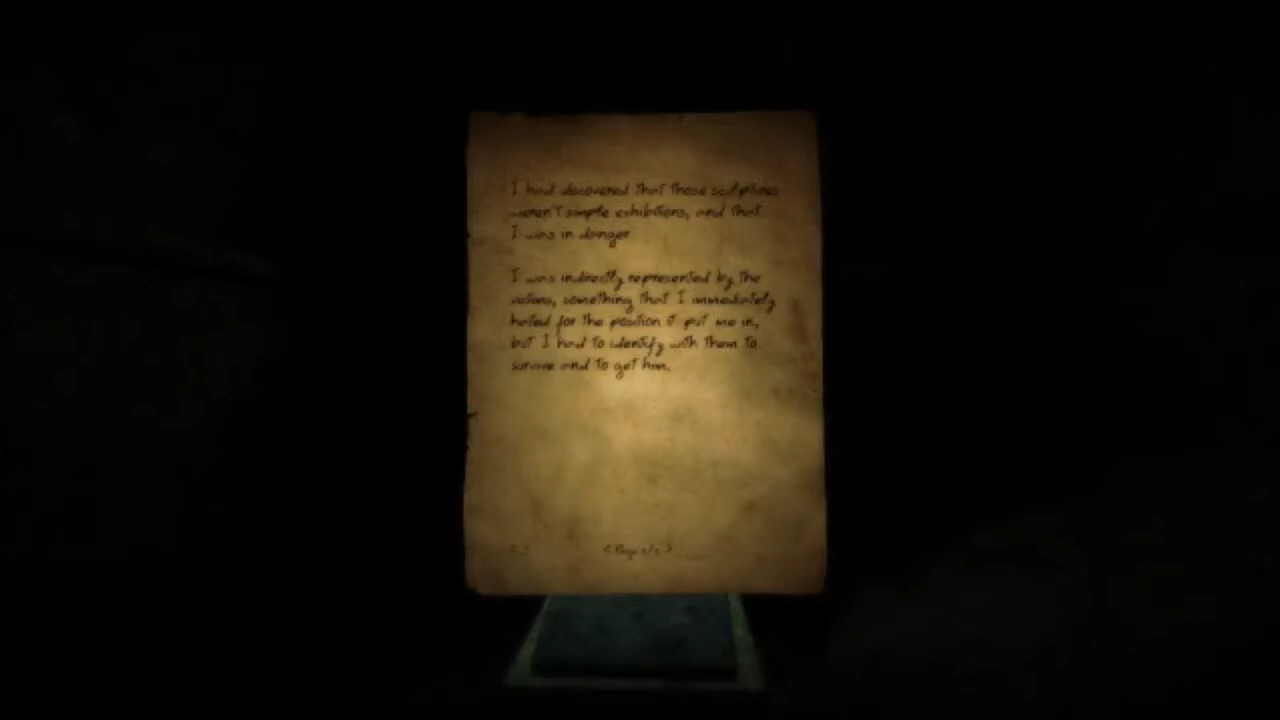 I had discovered that those sculptures
weren't simple exhibitions, and that
I was in danger
I was indirectly represented by the
victims, something that I immediately
hated for the position it put me in,
but I had to identify with them to
survive and to get him.
< Page >